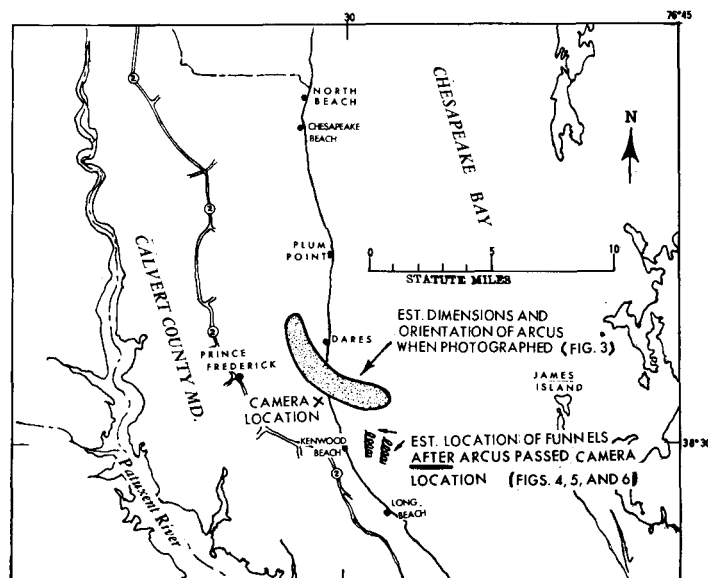 30
76°45
2
NORTH
BEACH
CHESAPEAKE
BEACH
CHESAPEAKE BAY
N
2
PLUM
POINT
0 5 10
STATUTE MILES
CALVERT COUNTY MD.
EST. DIMENSIONS AND
ORIENTATION OF ARCUS
WHEN PHOTOGRAPHED (FIG. 3)
2
DARES
PRINCE
FREDERICK
JAMES
ISLAND
CAMERA X
LOCATION
KENWOOD
BEACH
38°30
EST. LOCATION OF FUNNELS
AFTER ARCUS PASSED CAMERA
LOCATION (FIGS. 4, 5, AND 6)
2
Patuxent River
LONG
BEACH